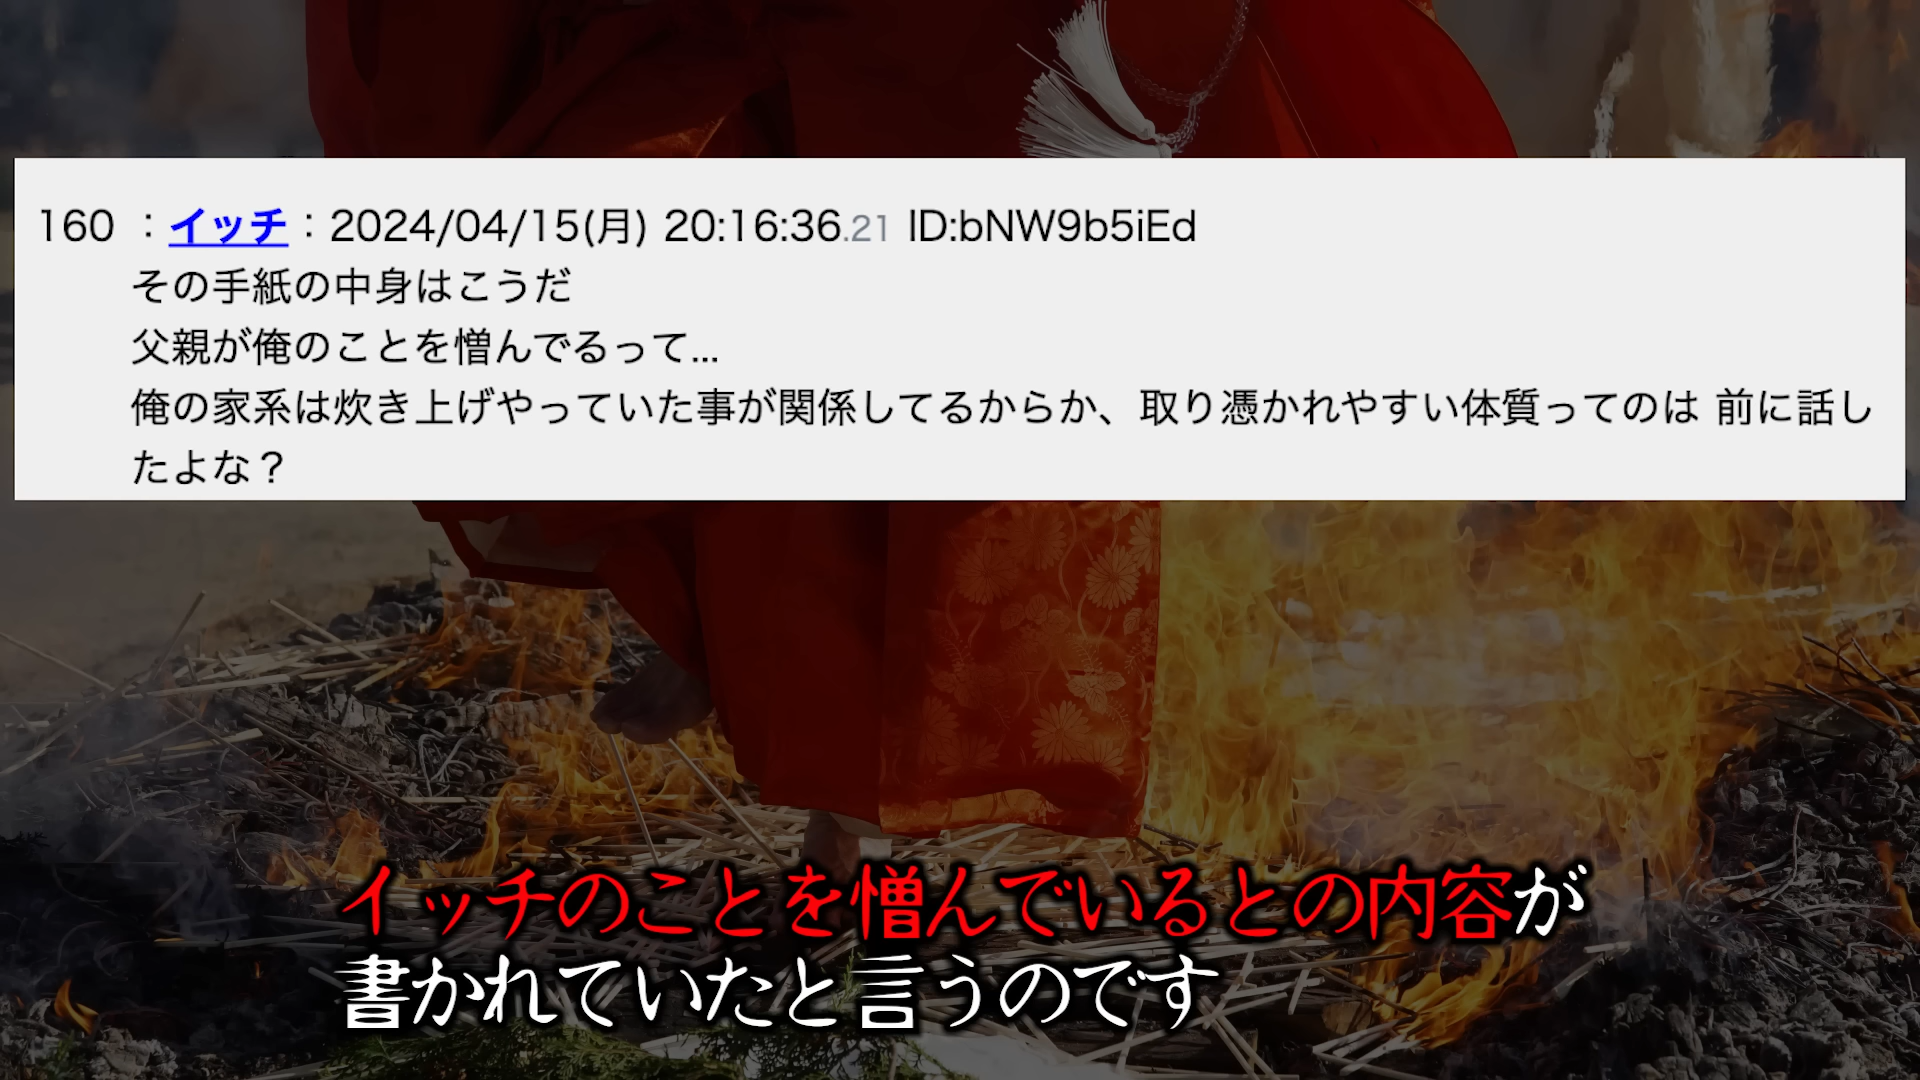 160 ：イッチ：2024/04/15(月) 20:16:36.21 ID:bNW9b5iEd
その手紙の中身はこうだ
父親が俺のことを憎んでるって...
俺の家系は炊き上げやっていた事が関係してるからか、取り憑かれやすい体質ってのは 前に話し
たよな？
イッチのことを憎んでいるとの内容が
書かれていたと言うのです